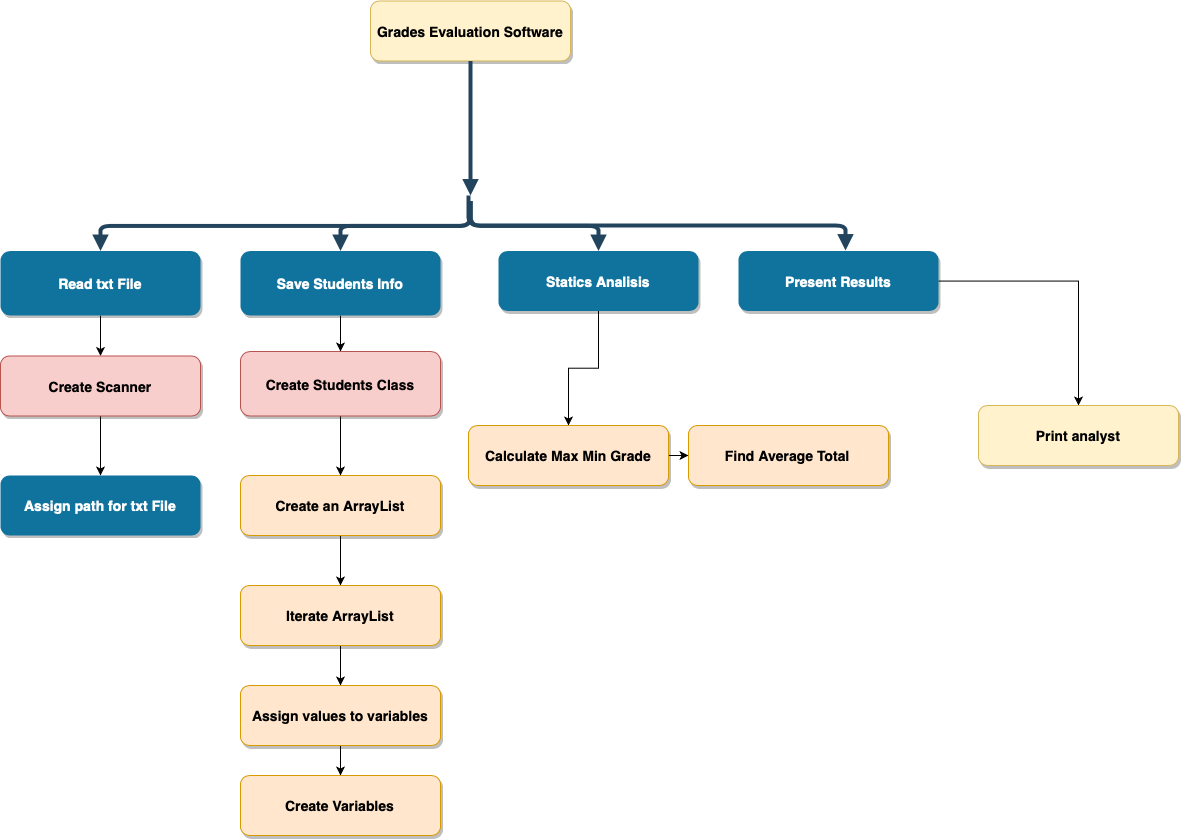 Grades Evaluation Software
Read txt File
Save Students Info
Statics Analisis
Present Results
Create Scanner
Create Students Class
Print analyst
Calculate Max Min Grade
Find Average Total
Assign path for txt File
Create an ArrayList
Iterate ArrayList
Assign values to variables
Create Variables